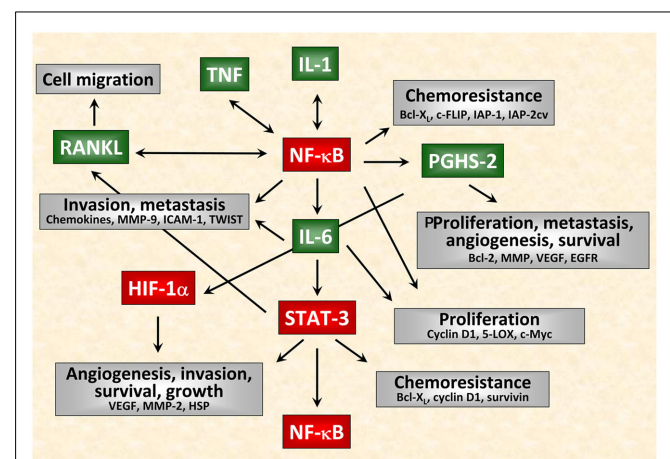 IL-1
TNF
Cell migration
Chemoresistance
Bcl-X_L, c-FLIP, IAP-1, IAP-2cv
RANKL
NF-κB
PGHS-2
Invasion, metastasis
Chemokines, MMP-9, ICAM-1, TWIST
PProliferation, metastasis,
angiogenesis, survival
Bcl-2, MMP, VEGF, EGFR
IL-6
HIF-1α
STAT-3
Proliferation
Cyclin D1, 5-LOX, c-Myc
Angiogenesis, invasion,
survival, growth
VEGF, MMP-2, HSP
Chemoresistance
Bcl-X_L, cyclin D1, survivin
NF-κB